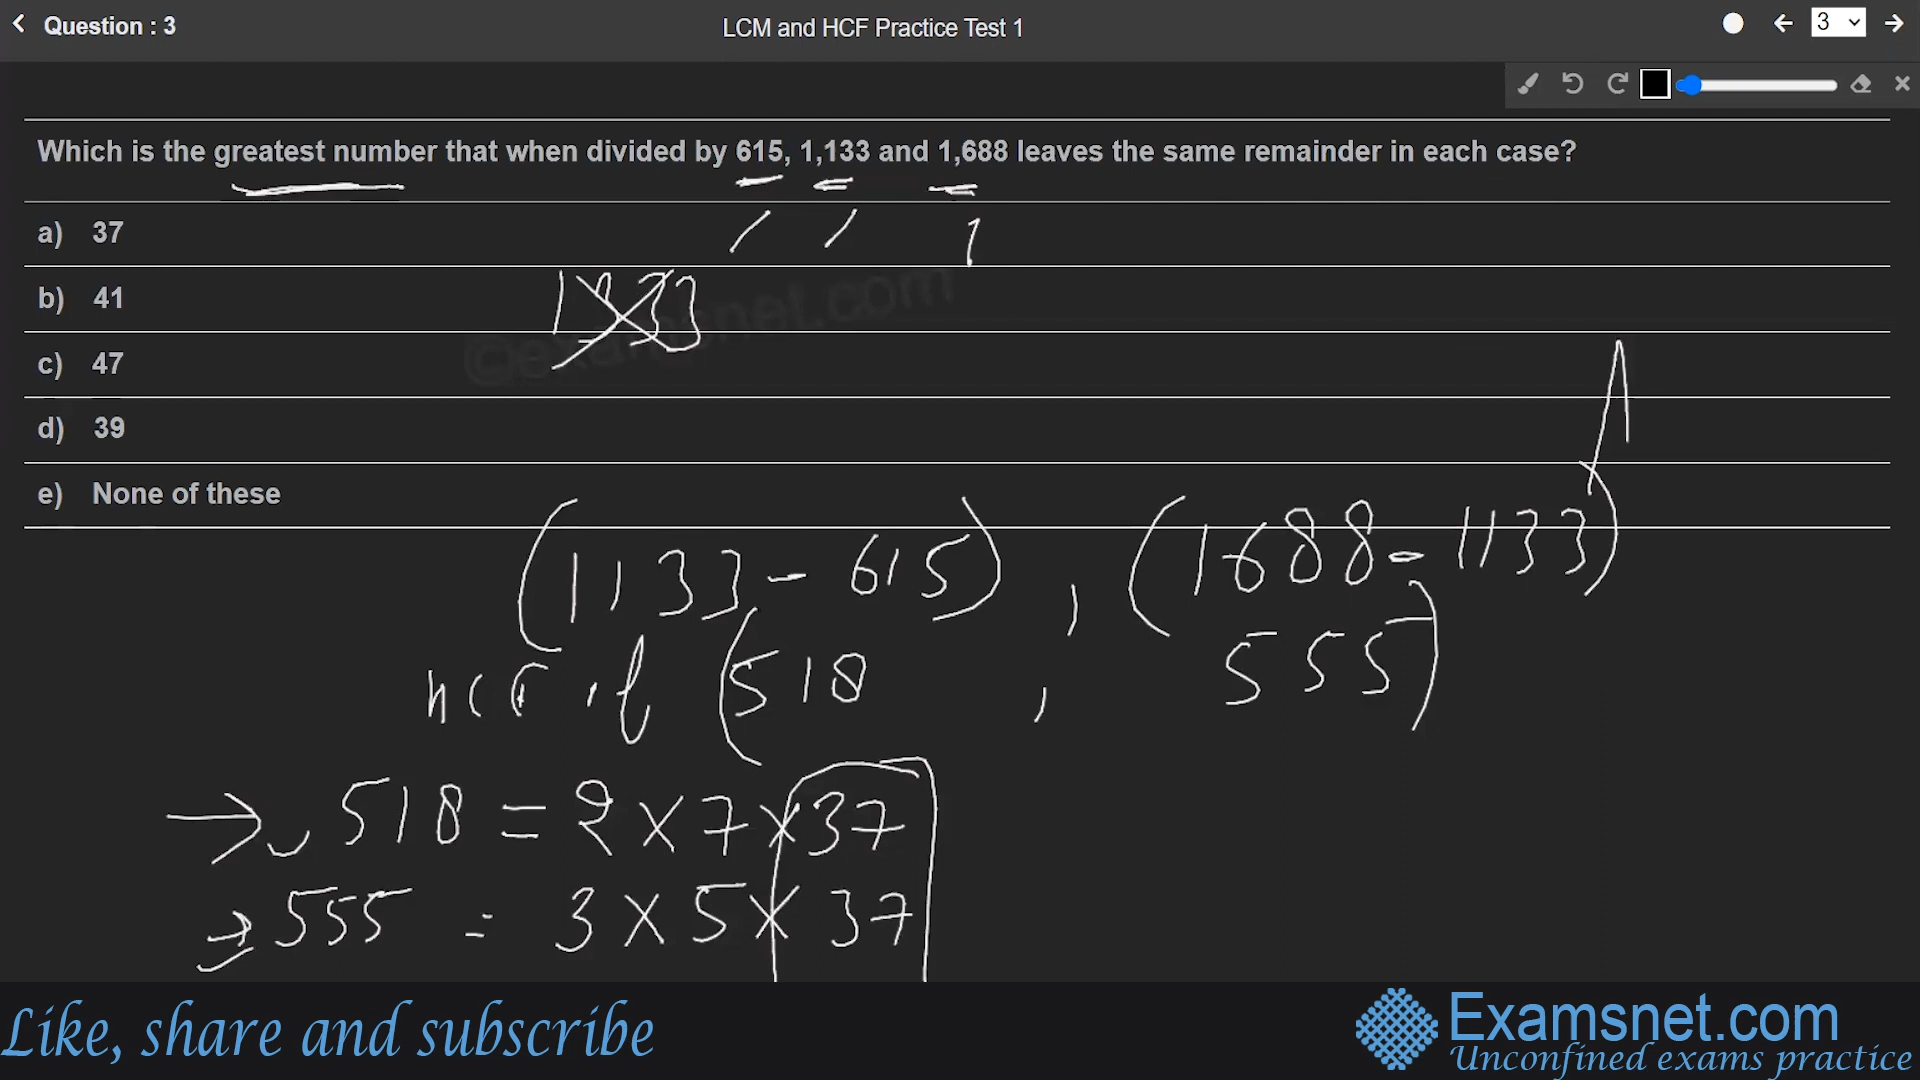 Question : 3
LCM and HCF Practice Test 1
3
Which is the greatest number that when divided by 615, 1,133 and 1,688 leaves the same remainder in each case?
a) 37
b) 41
c) 47
d) 39
e) None of these
©examsnet.com
(1133 - 615) , (1688 - 1133)
HCF of (518 , 555)
518 = 2 × 7 × 37
555 = 3 × 5 × 37
Like, share and subscribe
Examsnet.com
Unconfined exams practice